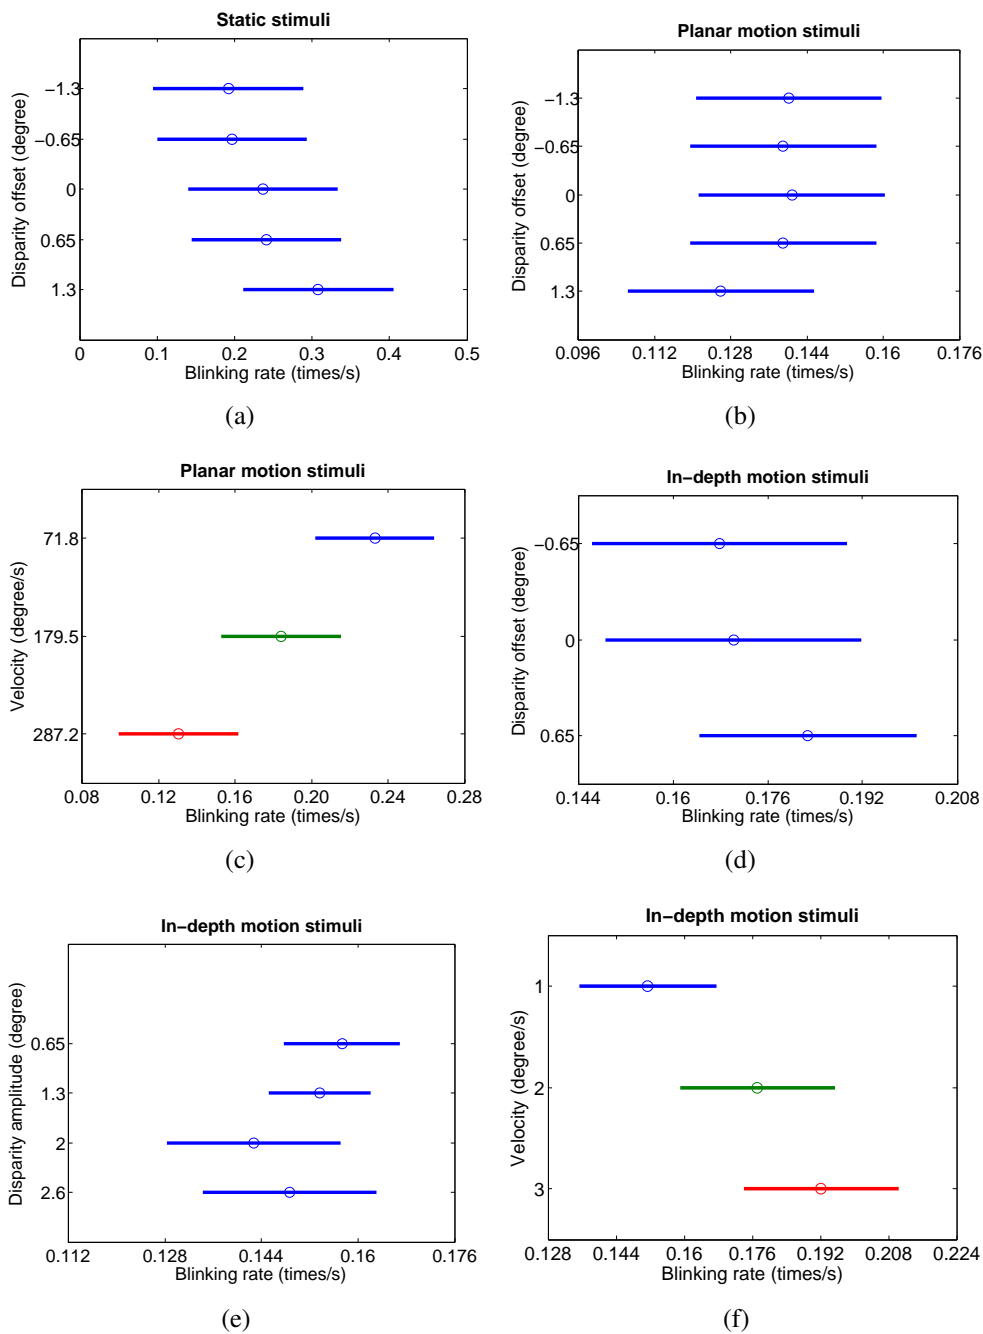 Static stimuli
Disparity offset (degree)
−1.3
−0.65
0
0.65
1.3
0 0.1 0.2 0.3 0.4 0.5
Blinking rate (times/s)
(a)
Planar motion stimuli
Disparity offset (degree)
−1.3
−0.65
0
0.65
1.3
0.096 0.112 0.128 0.144 0.16 0.176
Blinking rate (times/s)
(b)
Planar motion stimuli
Velocity (degree/s)
71.8
179.5
287.2
0.08 0.12 0.16 0.20 0.24 0.28
Blinking rate (times/s)
(c)
In−depth motion stimuli
Disparity offset (degree)
−0.65
0
0.65
0.144 0.16 0.176 0.192 0.208
Blinking rate (times/s)
(d)
In−depth motion stimuli
Disparity amplitude (degree)
0.65
1.3
2
2.6
0.112 0.128 0.144 0.16 0.176
Blinking rate (times/s)
(e)
In−depth motion stimuli
Velocity (degree/s)
1
2
3
0.128 0.144 0.16 0.176 0.192 0.208 0.224
Blinking rate (times/s)
(f)